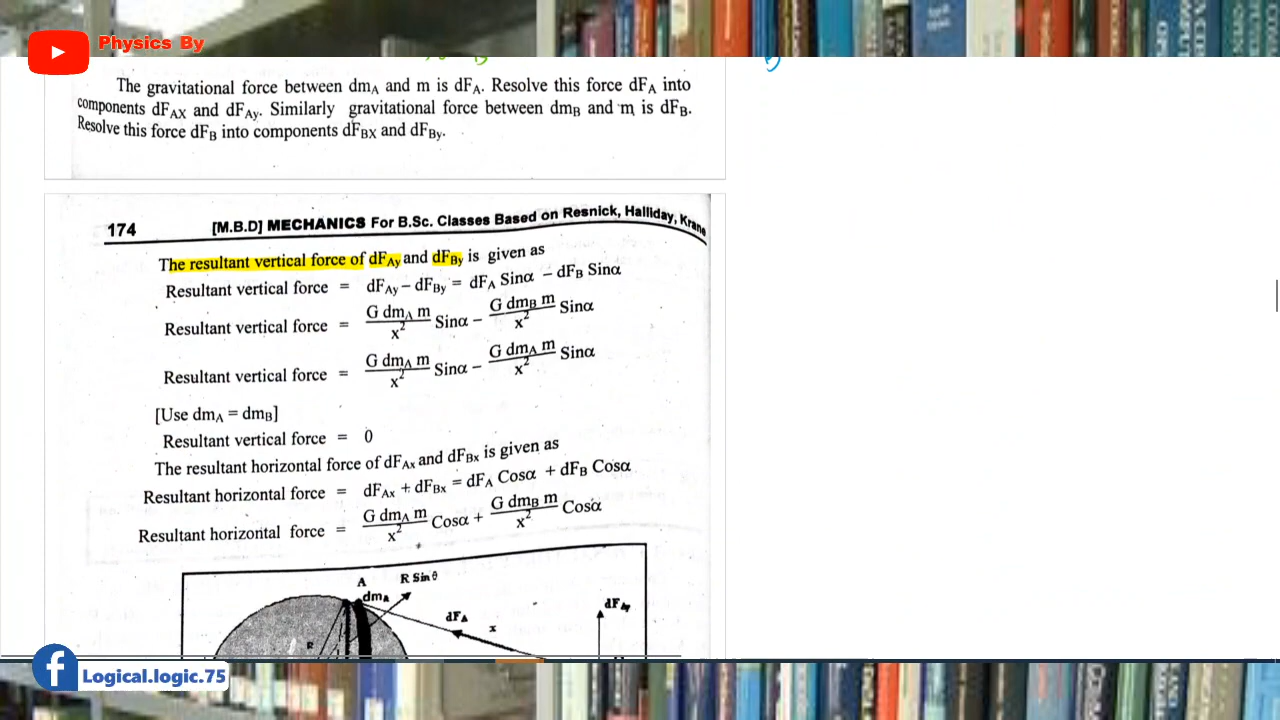 Physics By
The gravitational force between dmA and m is dFA. Resolve this force dFA into
components dFAX and dFAy. Similarly gravitational force between dmB and m is dFB.
Resolve this force dFB into components dFBX and dFBy.
174 [M.B.D] MECHANICS For B.Sc. Classes Based on Resnick, Halliday, Krane
The resultant vertical force of dFAy and dFBy is given as
Resultant vertical force = dFAy – dFBy = dFA Sinα – dFB Sinα
Resultant vertical force = G dmA m / x² Sinα – G dmB m / x² Sinα
Resultant vertical force = G dmA m / x² Sinα – G dmA m / x² Sinα
[Use dmA = dmB]
Resultant vertical force = 0
The resultant horizontal force of dFAx and dFBx is given as
Resultant horizontal force = dFAx + dFBx = dFA Cosα + dFB Cosα
Resultant horizontal force = G dmA m / x² Cosα + G dmB m / x² Cosα
A R Sinθ
dmA
dFA x
R
Logical.logic.75